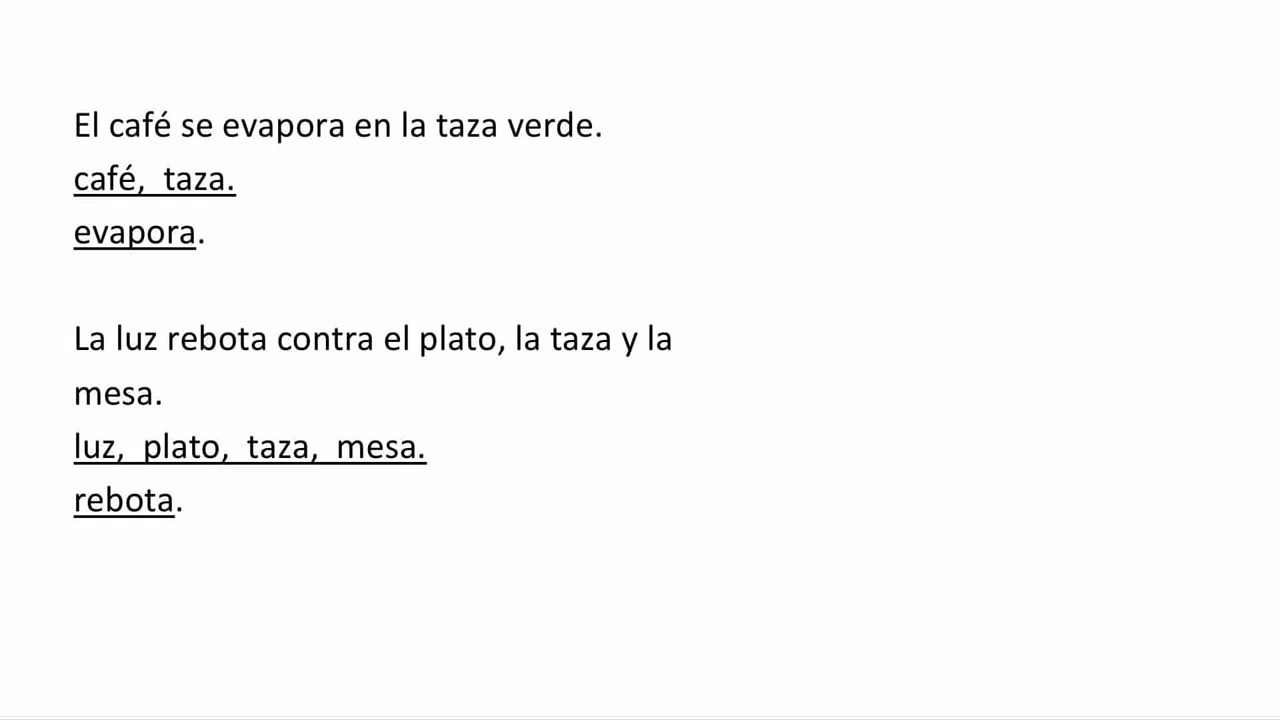 El café se evapora en la taza verde.
café, taza.
evapora.
La luz rebota contra el plato, la taza y la
mesa.
luz, plato, taza, mesa.
rebota.